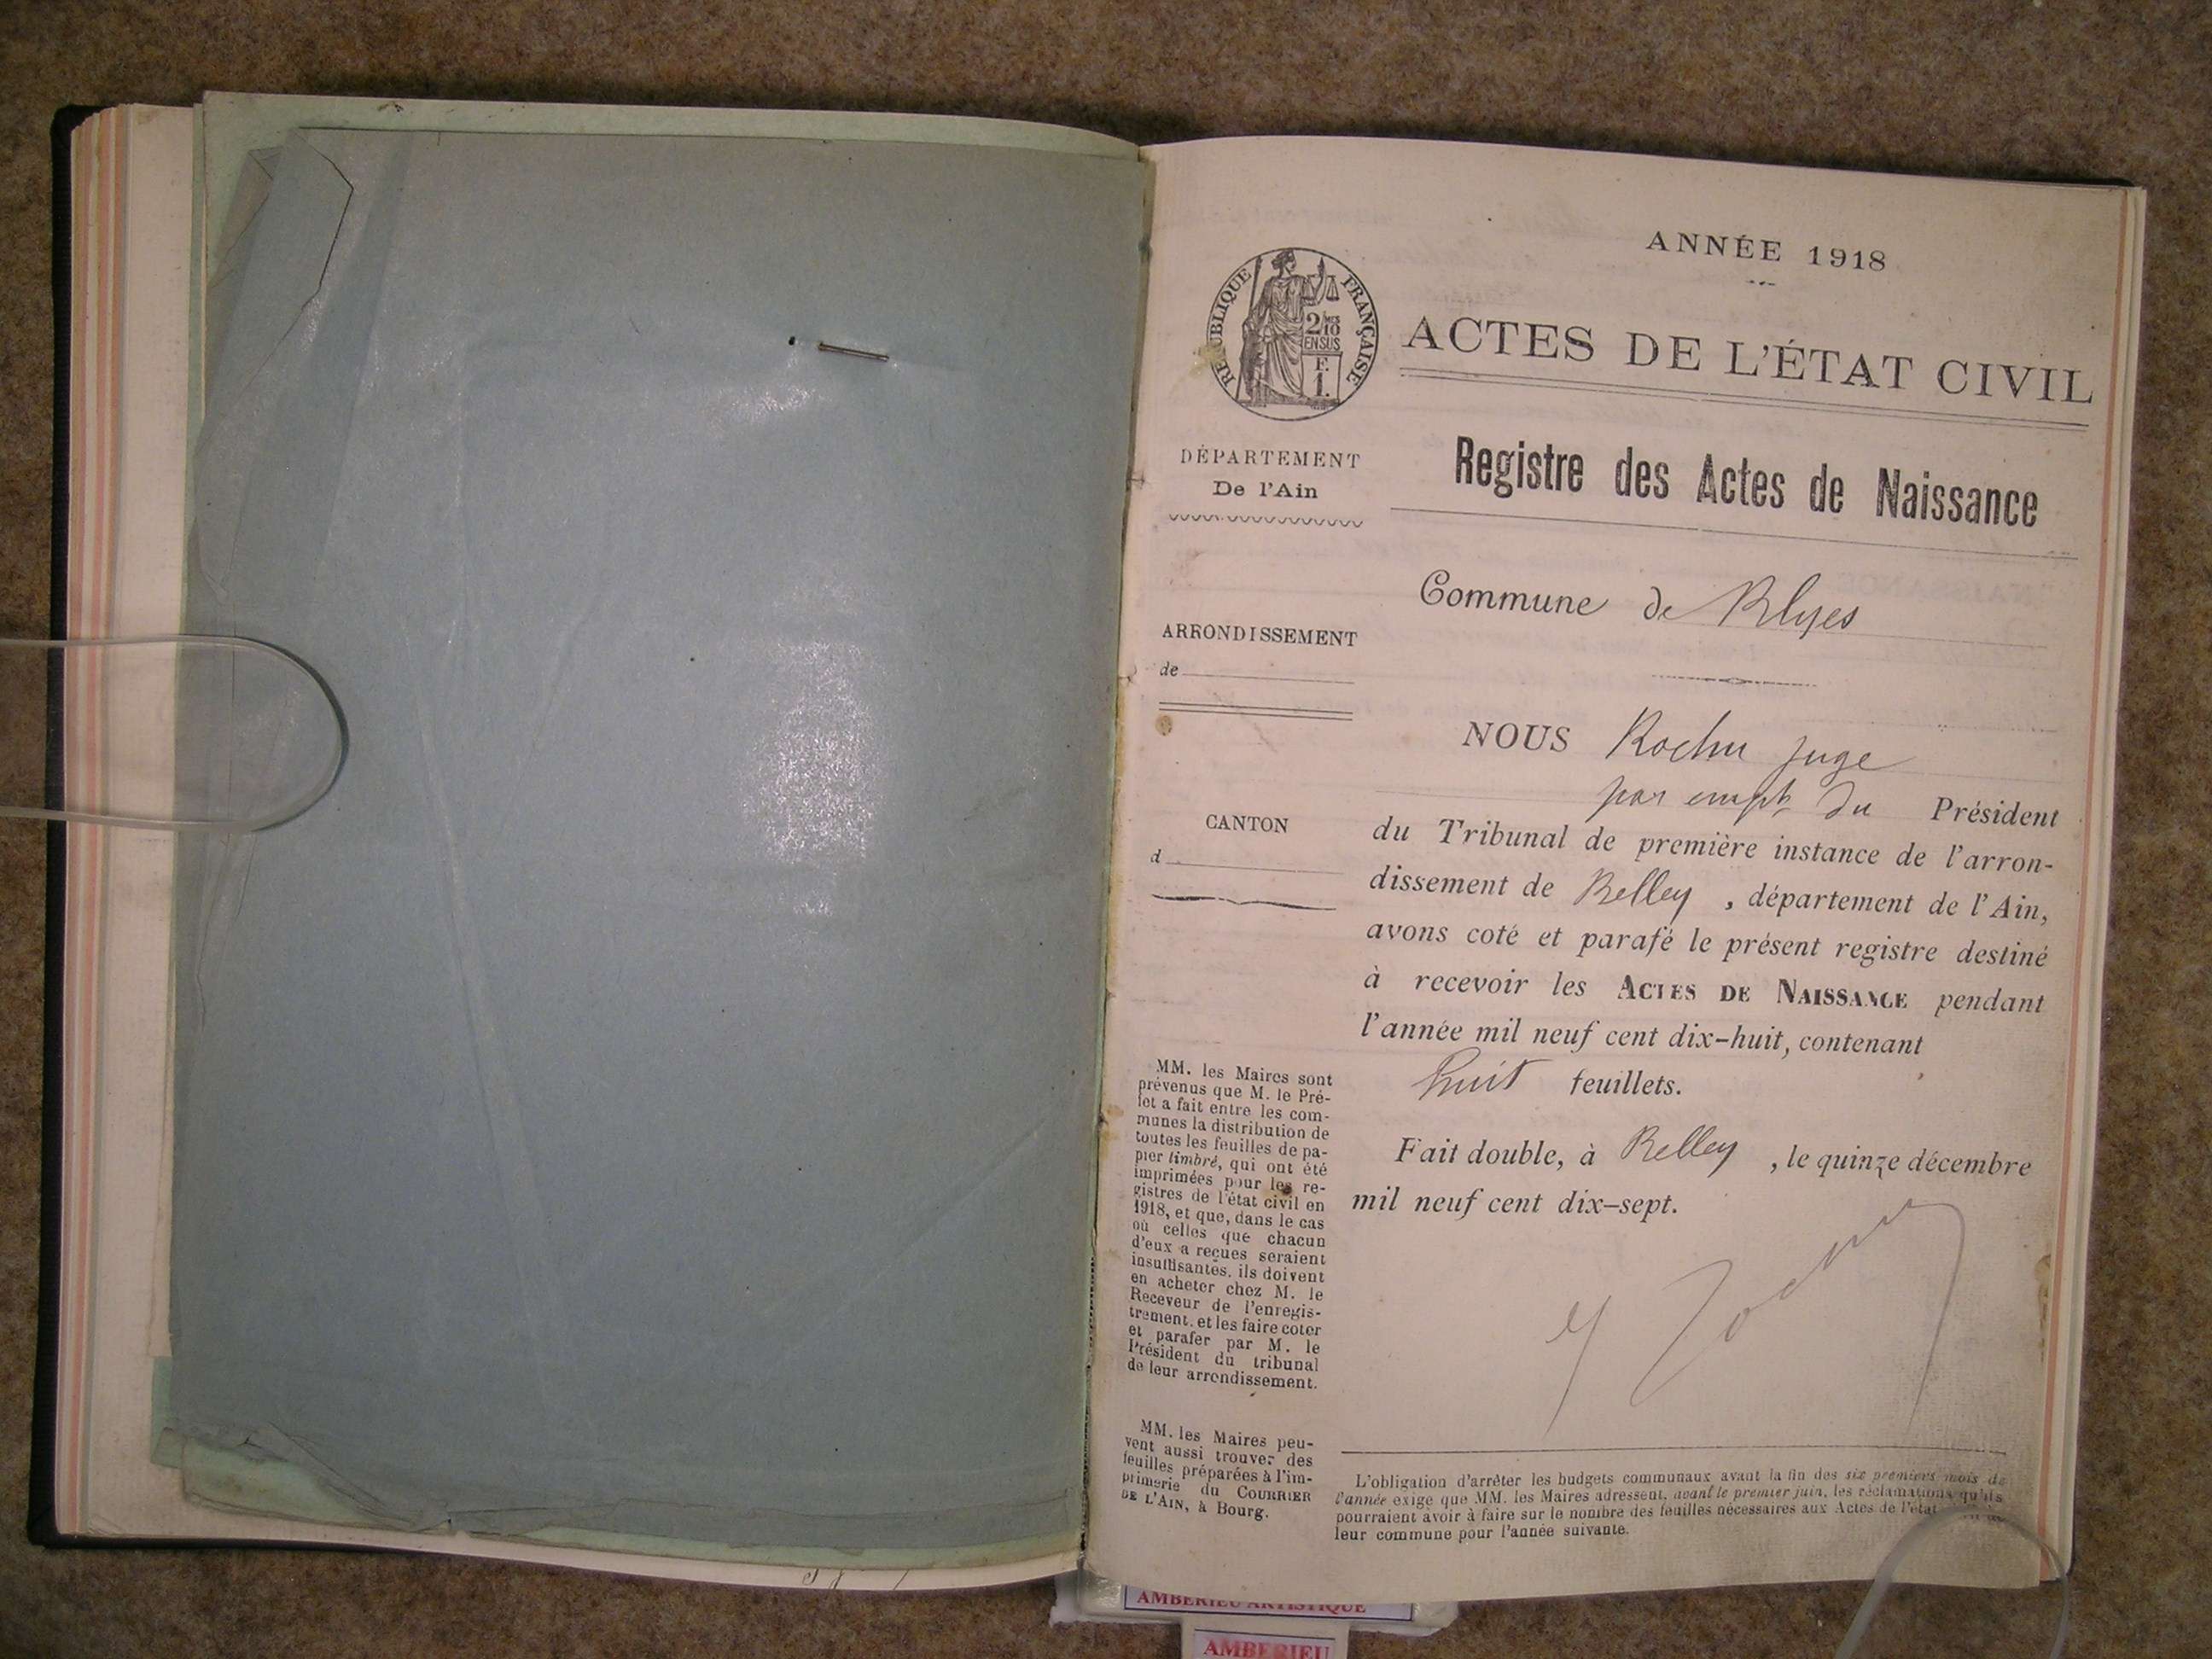 ANNÉE 1918
RÉPUBLIQUE FRANÇAISE
2/10
EN SUS
F.
1.
ACTES DE L'ÉTAT CIVIL
DÉPARTEMENT
De l'Ain
Registre des Actes de Naissance
Commune de Blyes
ARRONDISSEMENT
de
NOUS Rochu juge
par empt du Président
CANTON
d
du Tribunal de première instance de l'arron-
dissement de Belley, département de l'Ain,
avons coté et parafé le présent registre destiné
à recevoir les ACTES DE NAISSANCE pendant
l'année mil neuf cent dix-huit, contenant
huit feuillets.
Fait double, à Belley, le quinze décembre
mil neuf cent dix-sept.
MM. les Maires sont
prévenus que M. le Pré-
fet a fait entre les com-
munes la distribution de
toutes les feuilles de pa-
pier timbré, qui ont été
imprimées pour les re-
gistres de l'état civil en
1918, et que, dans le cas
où celles que chacun
d'eux a reçues seraient
insuffisantes, ils doivent
en acheter chez M. le
Receveur de l'enregis-
trement, et les faire coter
et parafer par M. le
Président du tribunal
de leur arrondissement.
MM. les Maires peu-
vent aussi trouver des
feuilles préparées à l'im-
primerie du COURRIER
DE L'AIN, à Bourg.
L'obligation d'arrêter les budgets communaux avant la fin des six premiers mois de
l'année exige que MM. les Maires adressent, avant le premier juin, les réclamations qu'ils
pourraient avoir à faire sur le nombre des feuilles nécessaires aux Actes de l'état
leur commune pour l'année suivante.
AMBERIEU ARTISTIQUE
AMBERIEU